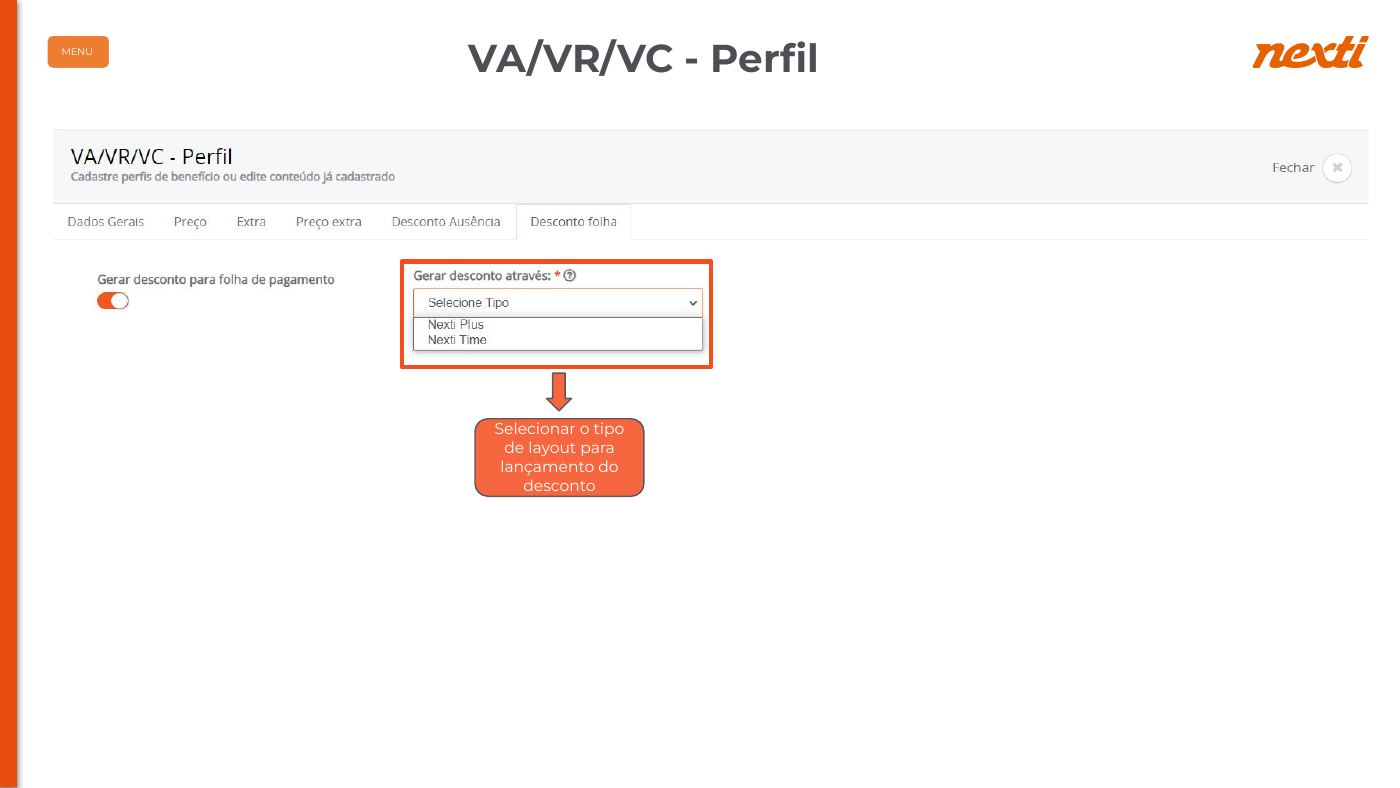 MENU
VA/VR/VC - Perfil
nexti
VA/VR/VC - Perfil
Cadastre perfis de benefício ou edite conteúdo já cadastrado
Fechar
Dados Gerais Preço Extra Preço extra Desconto Ausência Desconto folha
Gerar desconto para folha de pagamento
Gerar desconto através: *
Selecione Tipo
Nexti Plus
Nexti Time
Selecionar o tipo
de layout para
lançamento do
desconto